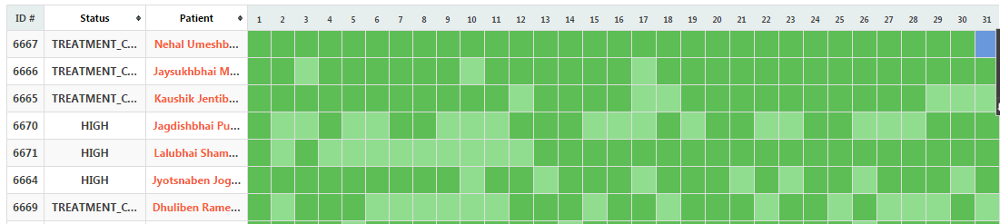 ID # Status Patient 1 2 3 4 5 6 7 8 9 10 11 12 13 14 15 16 17 18 19 20 21 22 23 24 25 26 27 28 29 30 31
6667 TREATMENT_C... Nehal Umeshb...
6666 TREATMENT_C... Jaysukhbhai M...
6665 TREATMENT_C... Kaushik Jentib...
6670 HIGH Jagdishbhai Pu...
6671 HIGH Lalubhai Sham...
6664 HIGH Jyotsnaben Jog...
6669 TREATMENT_C... Dhuliben Rame...